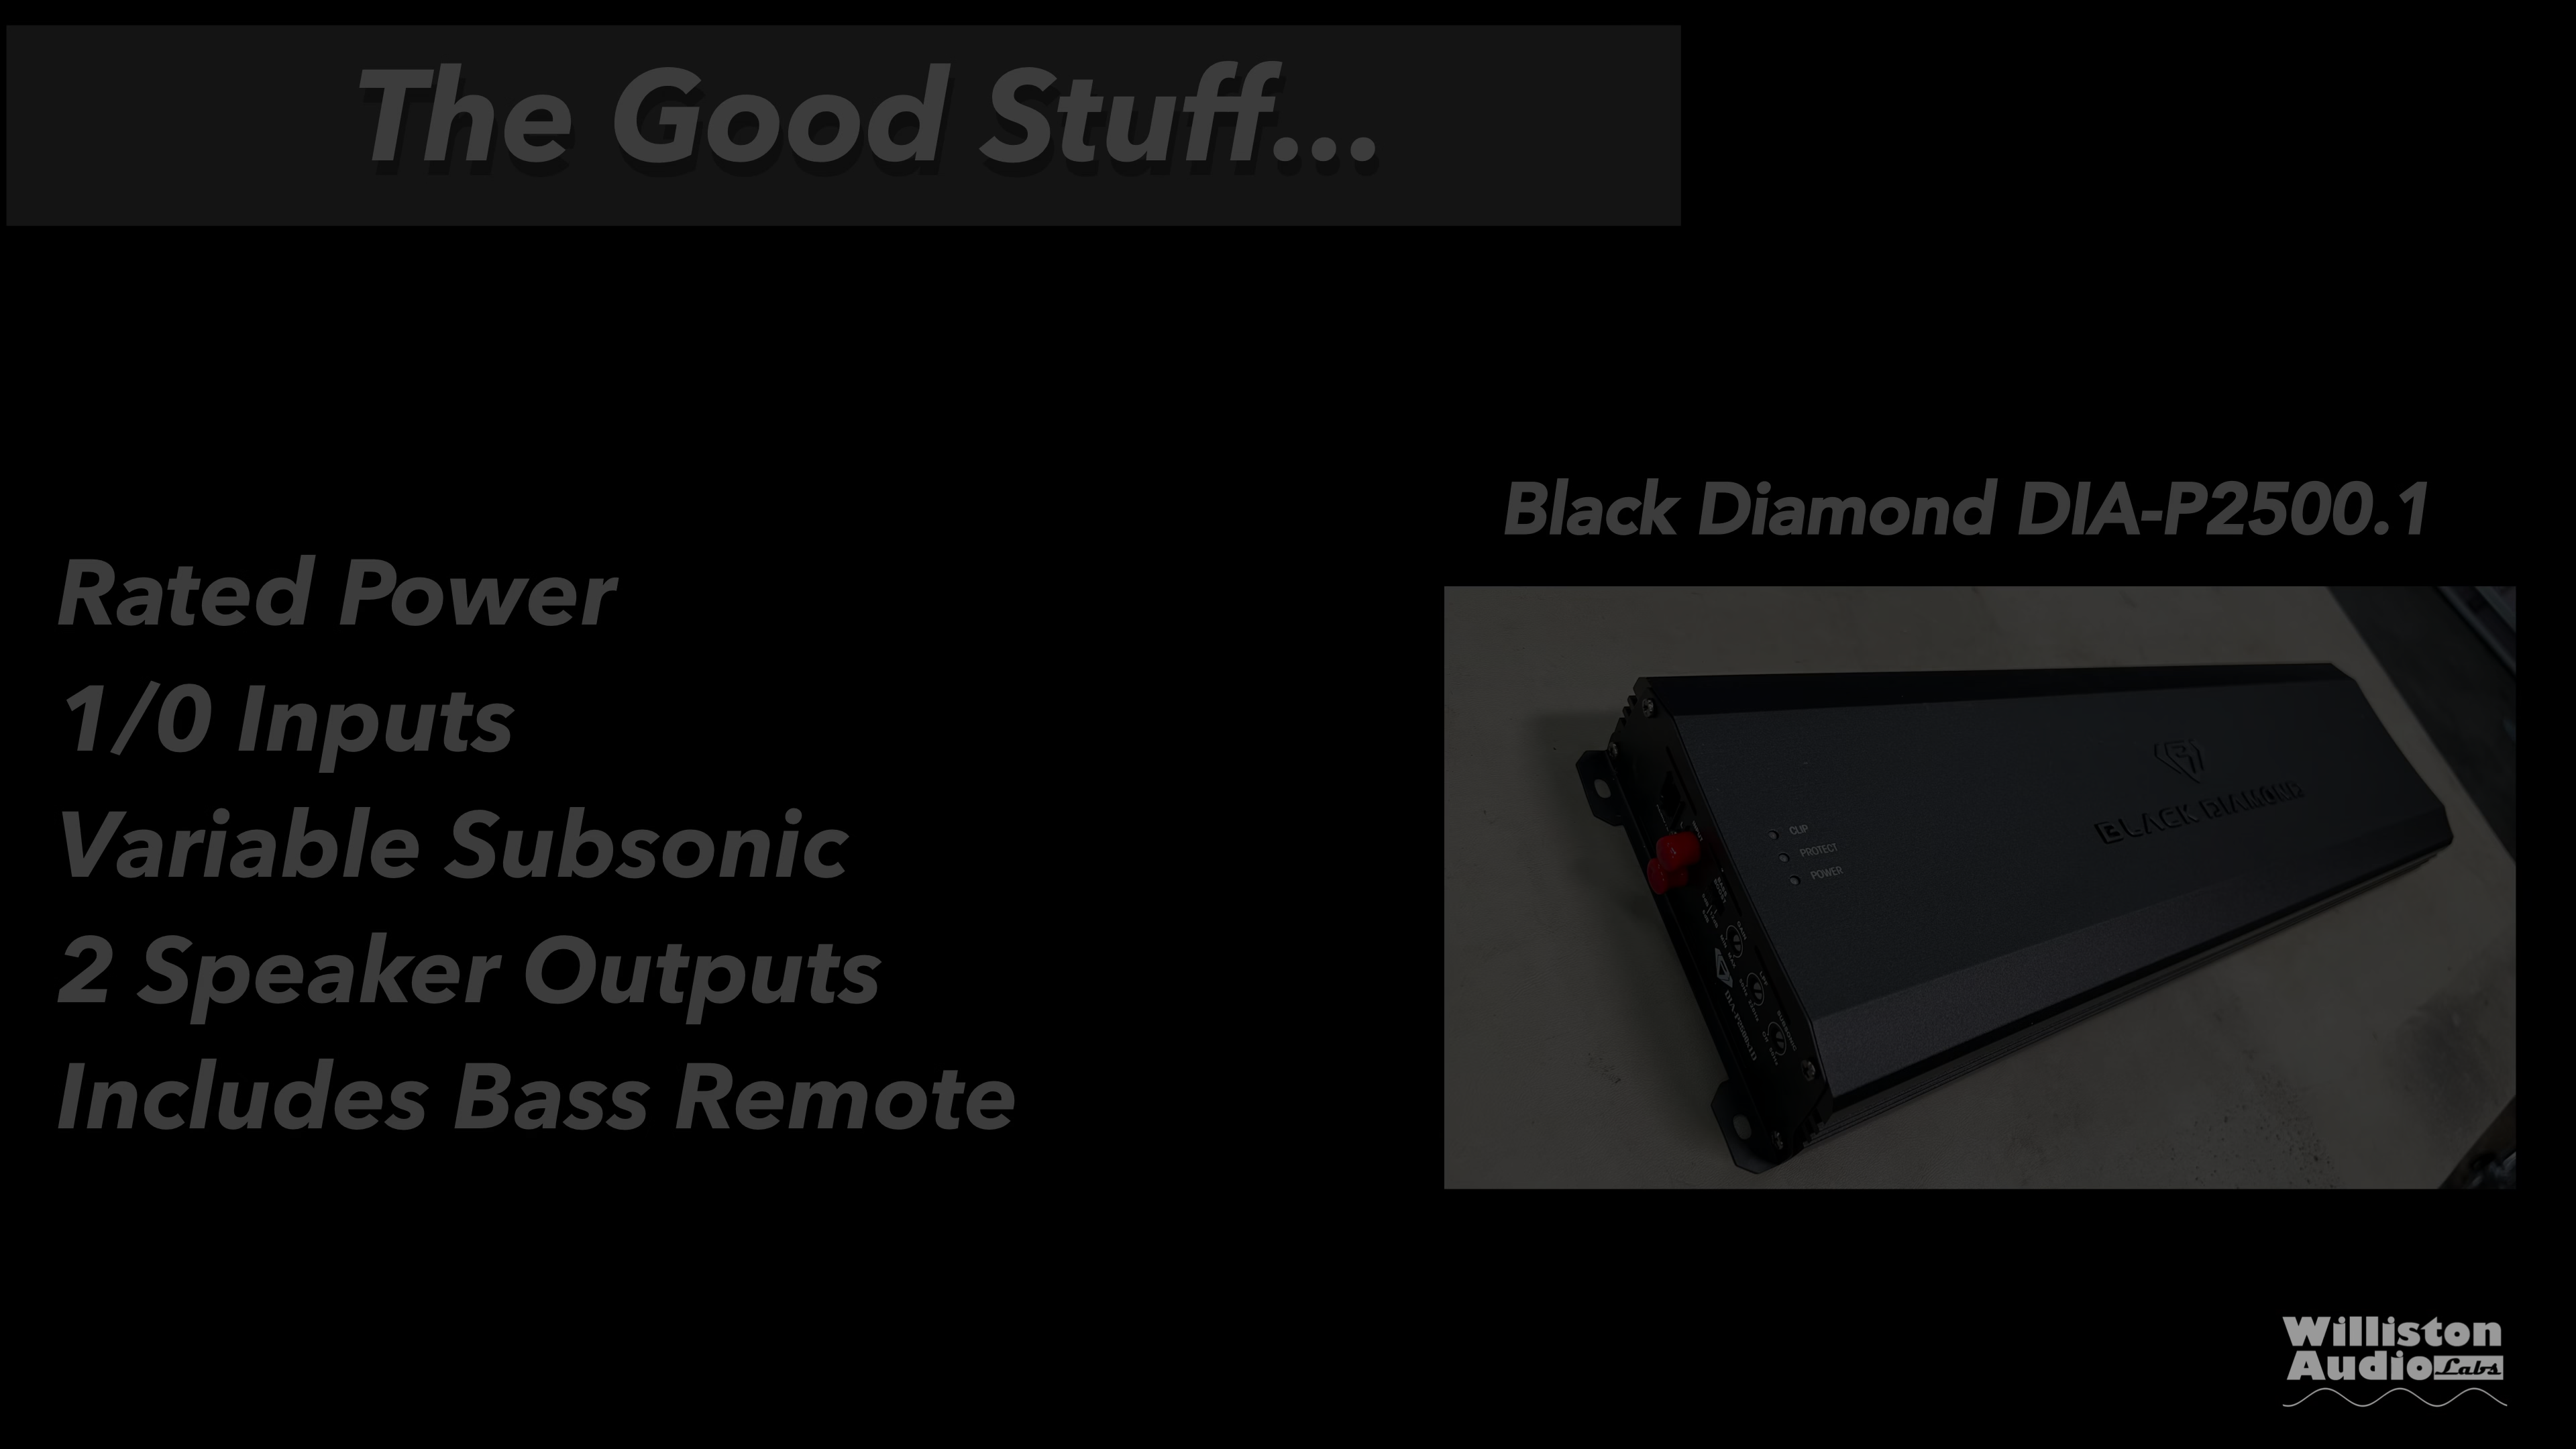 The Good Stuff...
Black Diamond DIA-P2500.1
Rated Power
1/0 Inputs
Variable Subsonic
2 Speaker Outputs
Includes Bass Remote
CLIP
PROTECT
POWER
BLACK DIAMOND
Williston
Audio Labs